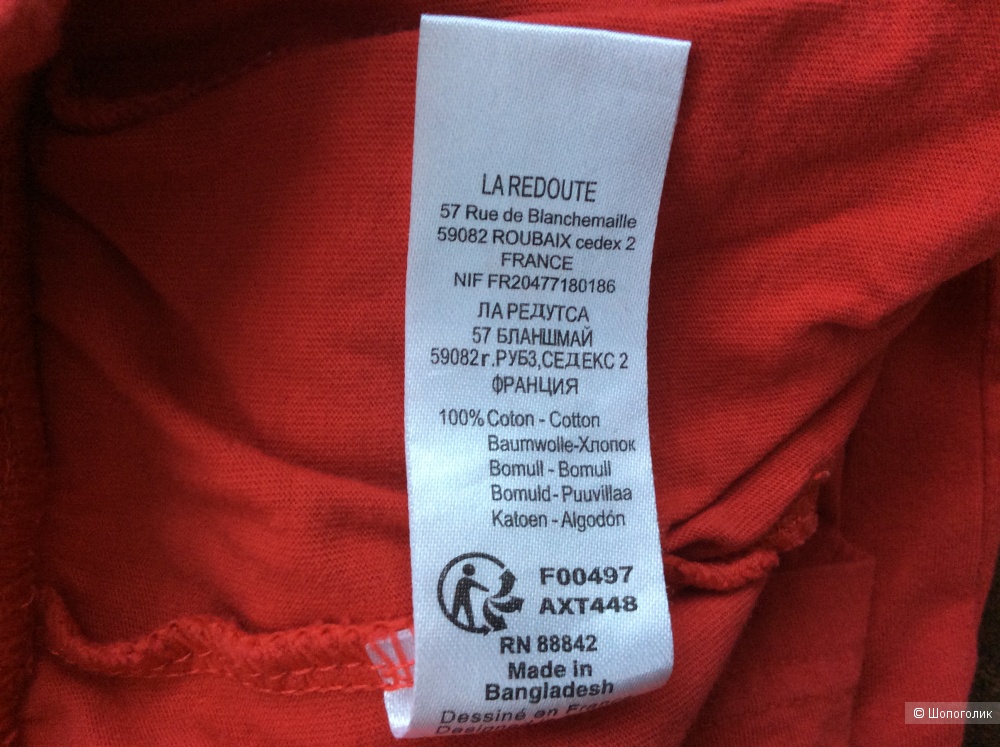 LA REDOUTE
57 Rue de Blanchemaille
59082 ROUBAIX cedex 2
FRANCE
NIF FR20477180186
ЛА РЕДУТСА
57 БЛАНШМАЙ
59082г.РУБЗ,СЕДЕКС 2
ФРАНЦИЯ
100% Coton - Cotton
Baumwolle-Хлопок
Bomull - Bomull
Bomuld - Puuvillaa
Katoen - Algodón
F00497
AXT448
RN 88842
Made in
Bangladesh
Dessiné en
© Шопоголик